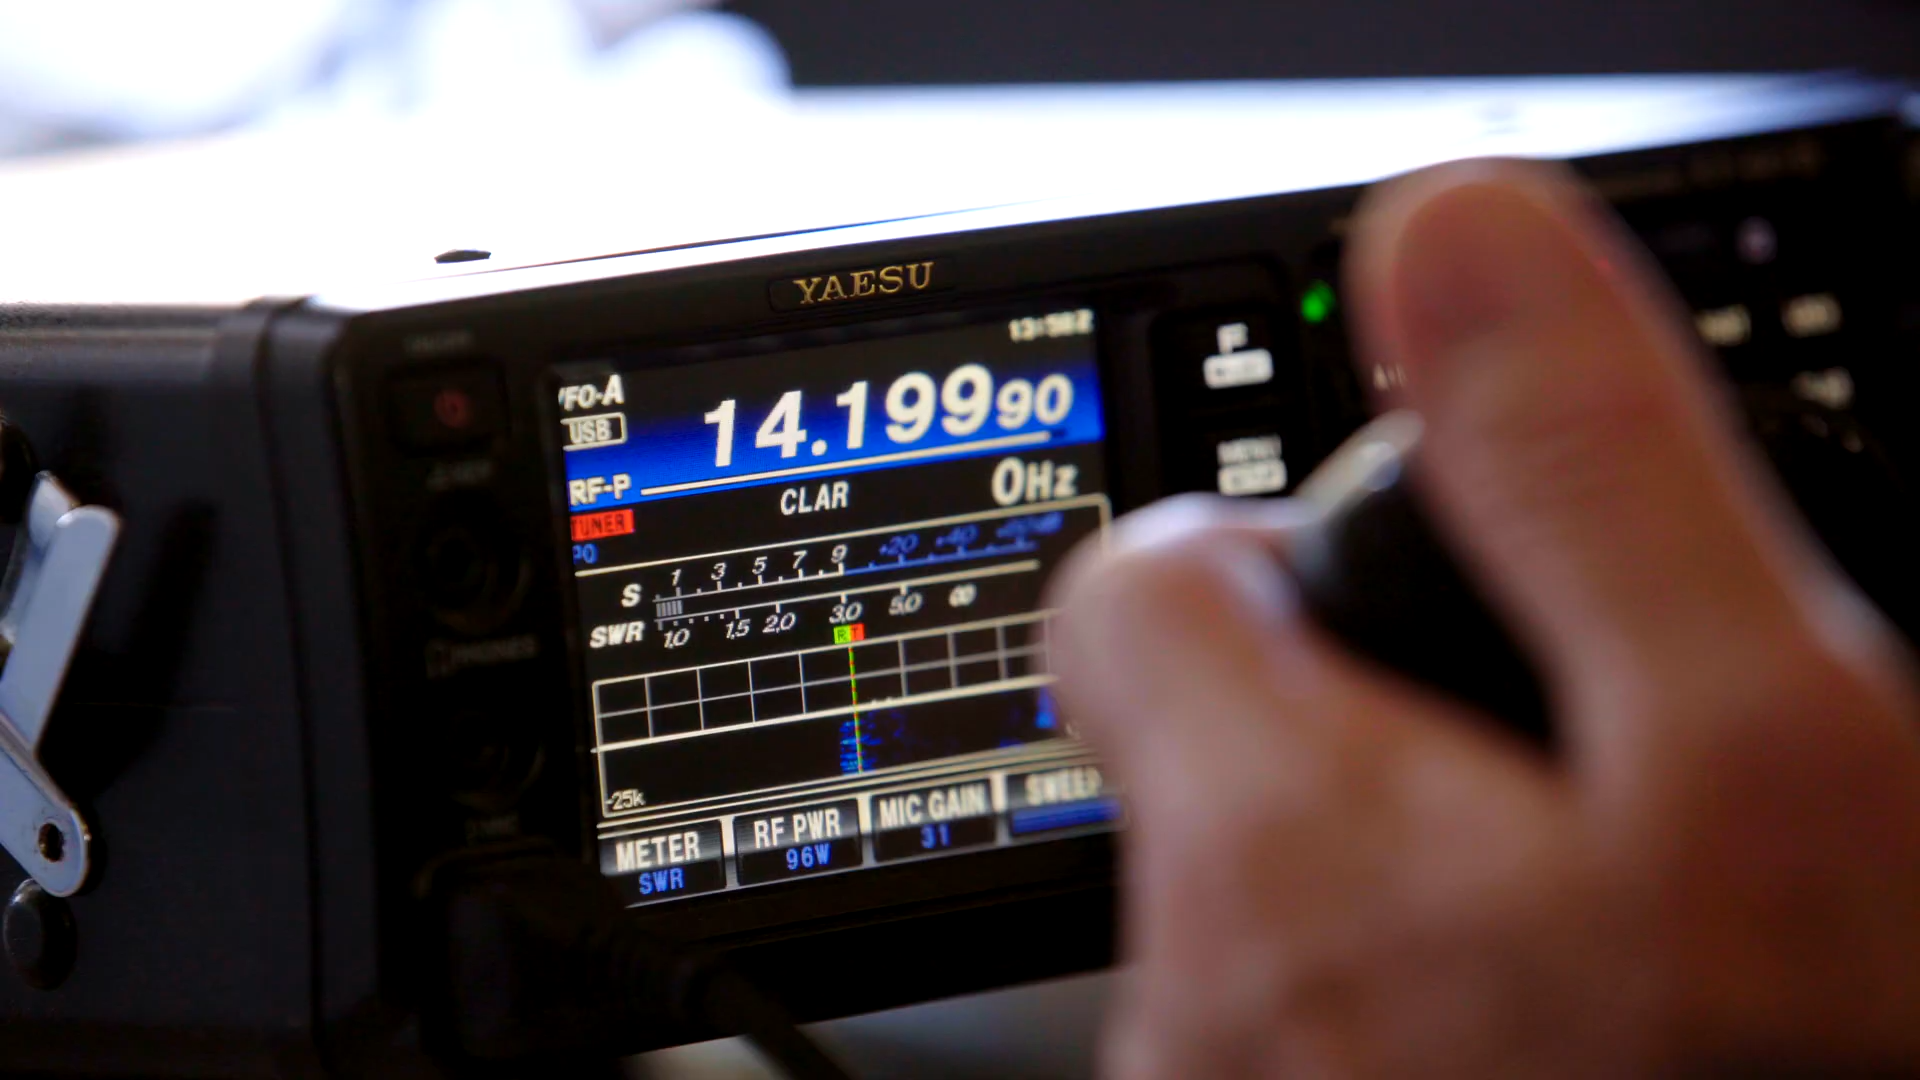 YAESU
VFO-A
USB
14.19990
RF-P
CLAR 0Hz
TUNER
PO
S 1 3 5 7 9 +20 +40
SWR 1.0 1.5 2.0 3.0 5.0 ∞
R T
-25k
METER RF PWR MIC GAIN SWEEP
SWR 96W 31
F
MENU